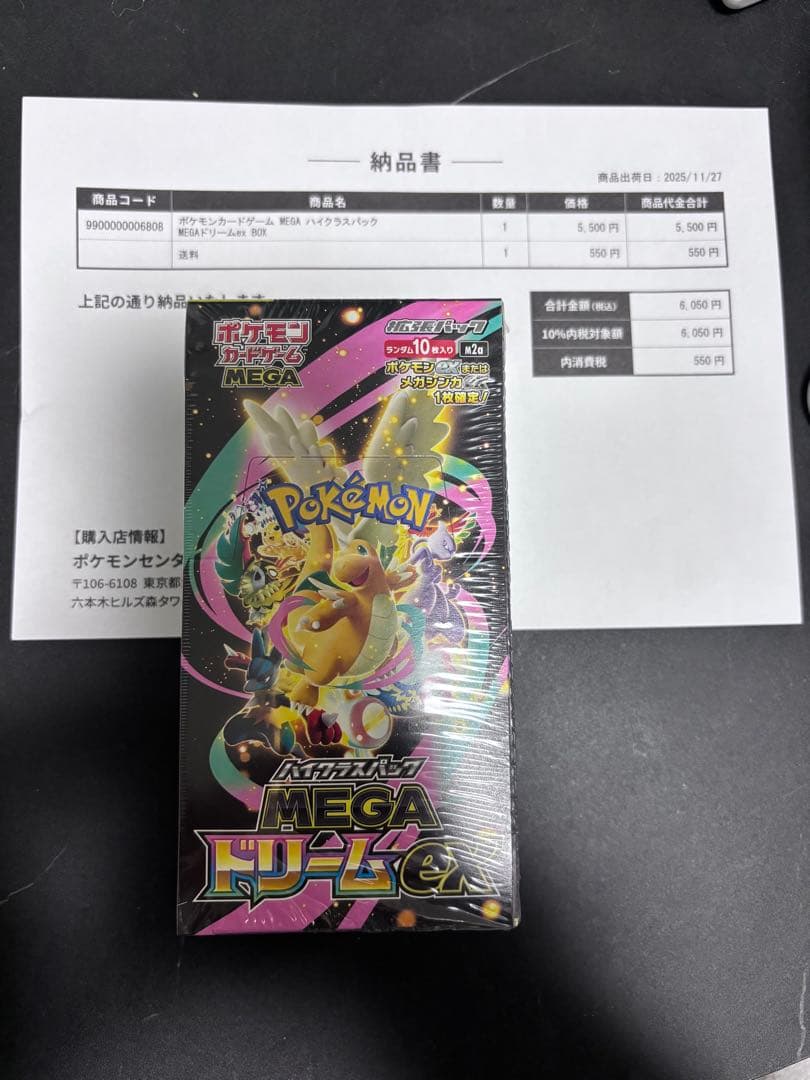 納品書
商品出荷日：2025/11/27
商品コード 商品名 数量 価格 商品代金合計
9900000006808 ポケモンカードゲーム MEGA ハイクラスパック 1 5,500 円 5,500 円
MEGAドリームex BOX
送料 1 550 円 550 円
上記の通り納品いたします
合計金額(税込) 6,050 円
10%内税対象額 6,050 円
内消費税 550 円
ポケモン
カードゲーム
MEGA
拡張パック
ランダム10枚入り M2a
ポケモンexまたは
メガシンカex
1枚確定!
POKéMON
【購入店情報】
ポケモンセンタ
〒106-6108 東京都
六本木ヒルズ森タワ
ハイクラスパック
MEGA
ドリームex